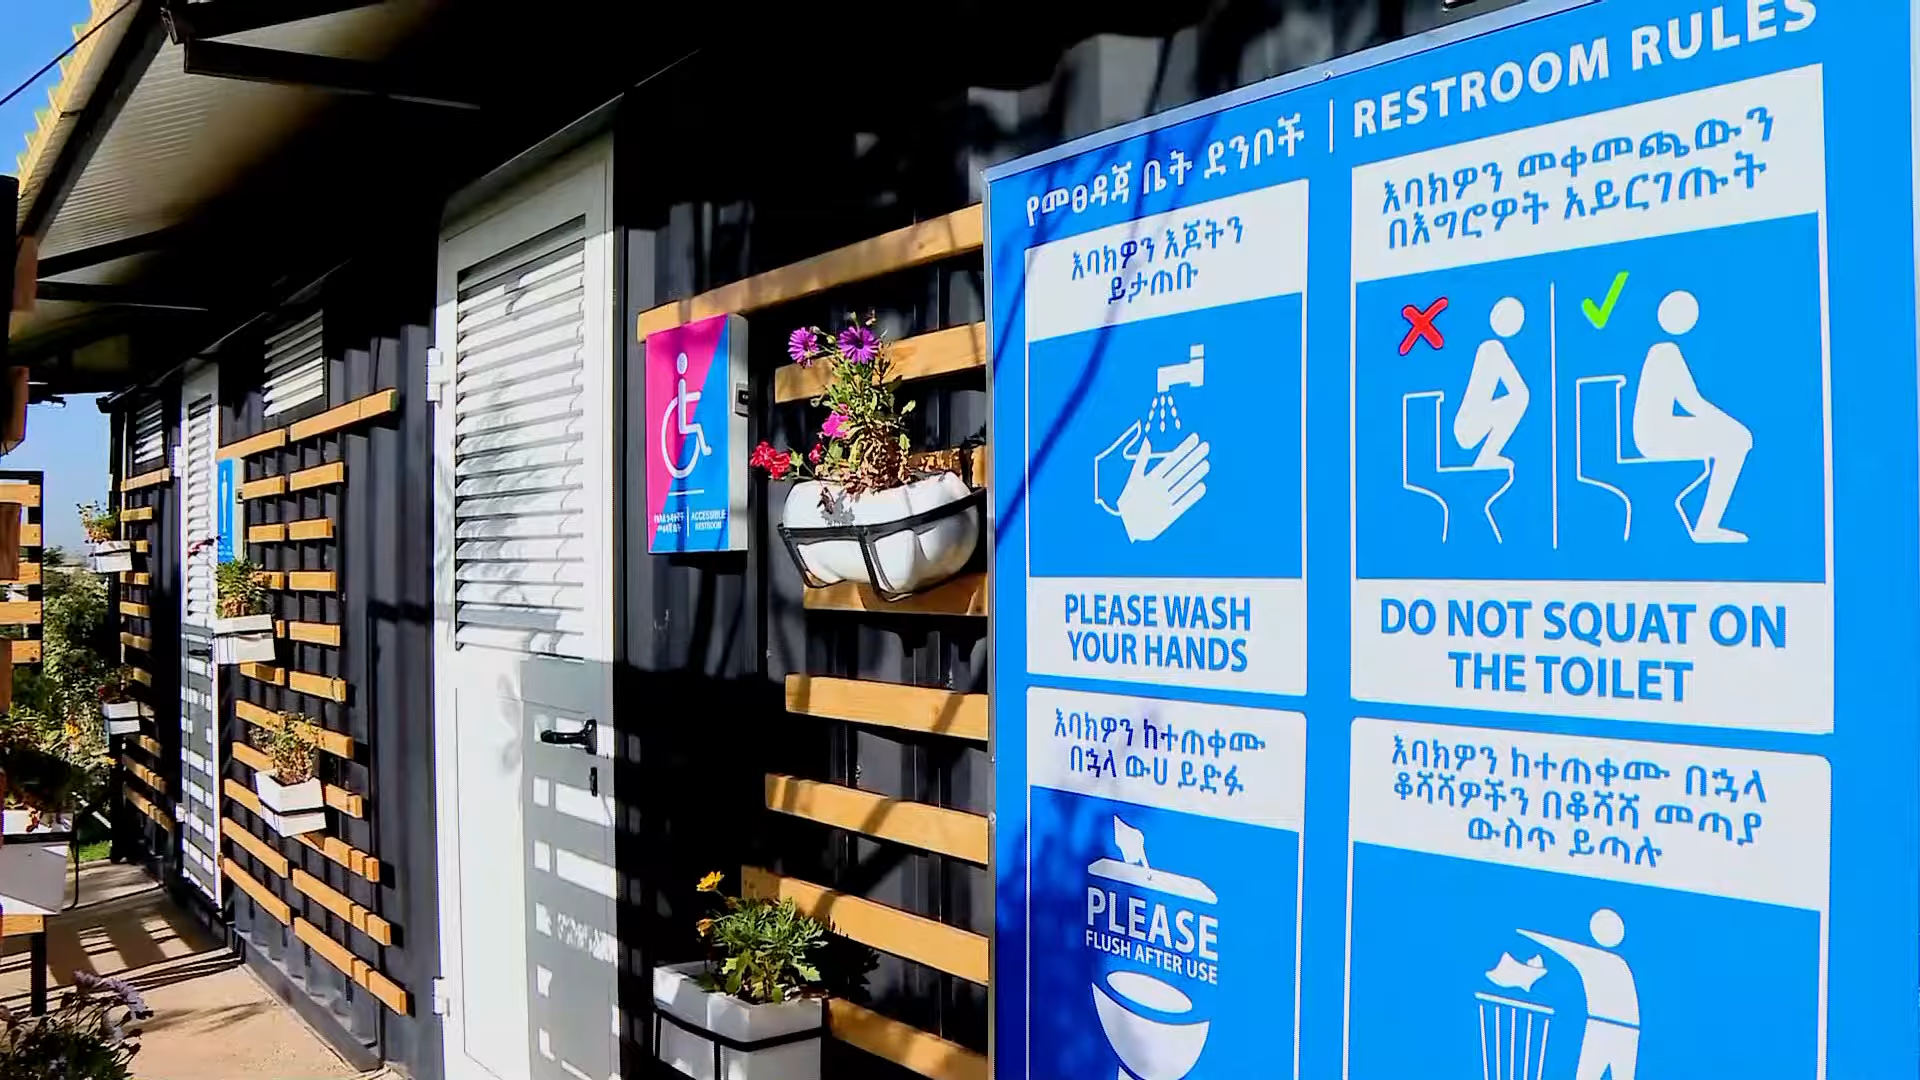 የመፀዳጃ ቤት ደንቦች | RESTROOM RULES
እባክዎን እጆትን
ይታጠቡ
PLEASE WASH
YOUR HANDS
እባክዎን መቀመጫውን
በእግሮዎት አይርገጡት
DO NOT SQUAT ON
THE TOILET
እባክዎን ከተጠቀሙ
በኋላ ውሀ ይድፉ
PLEASE
FLUSH AFTER USE
እባክዎን ከተጠቀሙ በኋላ
ቆሻሻዎችን በቆሻሻ መጣያ
ውስጥ ይጣሉ
ACCESSIBLE
RESTROOM